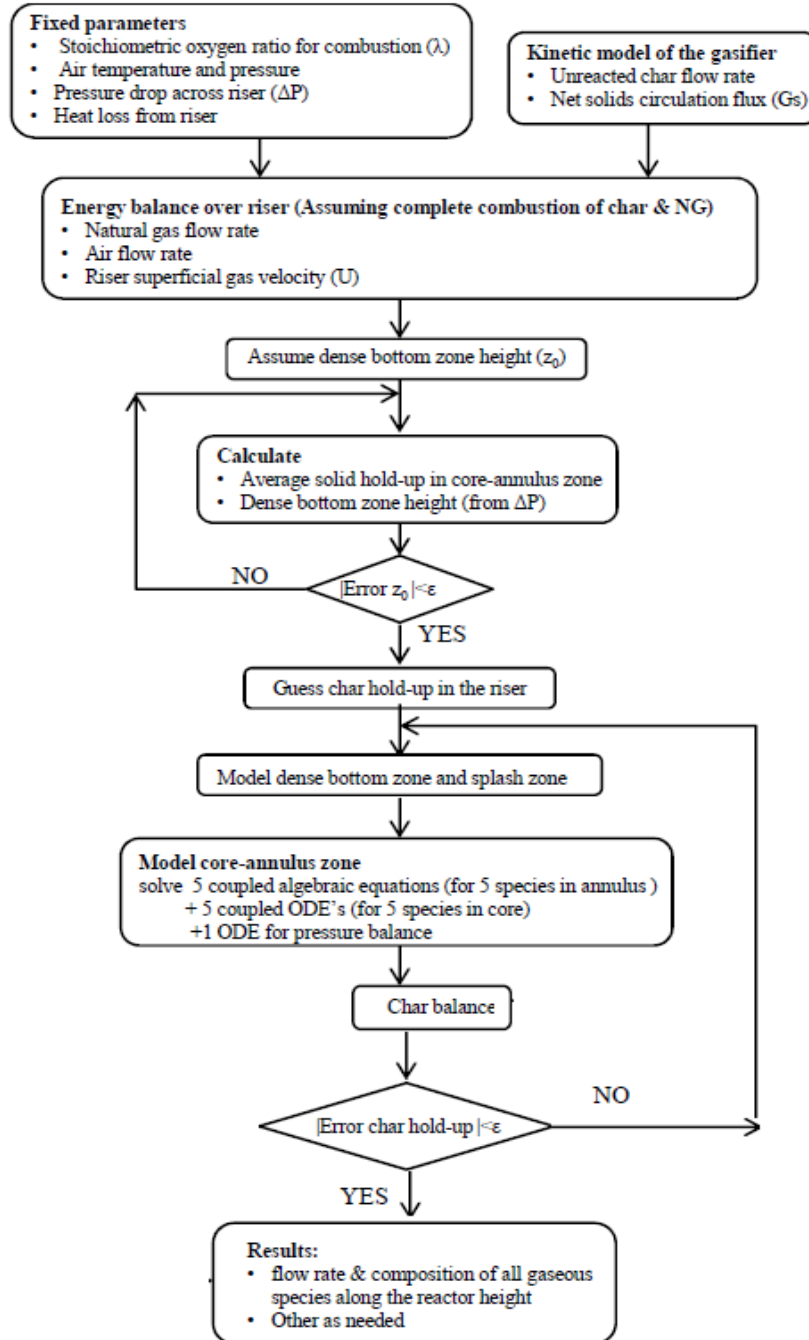 Fixed parameters
• Stoichiometric oxygen ratio for combustion (λ)
• Air temperature and pressure
• Pressure drop across riser (ΔP)
• Heat loss from riser
Kinetic model of the gasifier
• Unreacted char flow rate
• Net solids circulation flux (Gs)
Energy balance over riser (Assuming complete combustion of char & NG)
• Natural gas flow rate
• Air flow rate
• Riser superficial gas velocity (U)
Assume dense bottom zone height (z₀)
Calculate
• Average solid hold-up in core-annulus zone
• Dense bottom zone height (from ΔP)
NO
|Error z₀|<ε
YES
Guess char hold-up in the riser
Model dense bottom zone and splash zone
Model core-annulus zone
solve 5 coupled algebraic equations (for 5 species in annulus )
+ 5 coupled ODE's (for 5 species in core)
+1 ODE for pressure balance
Char balance
NO
|Error char hold-up|<ε
YES
Results:
• flow rate & composition of all gaseous
species along the reactor height
• Other as needed